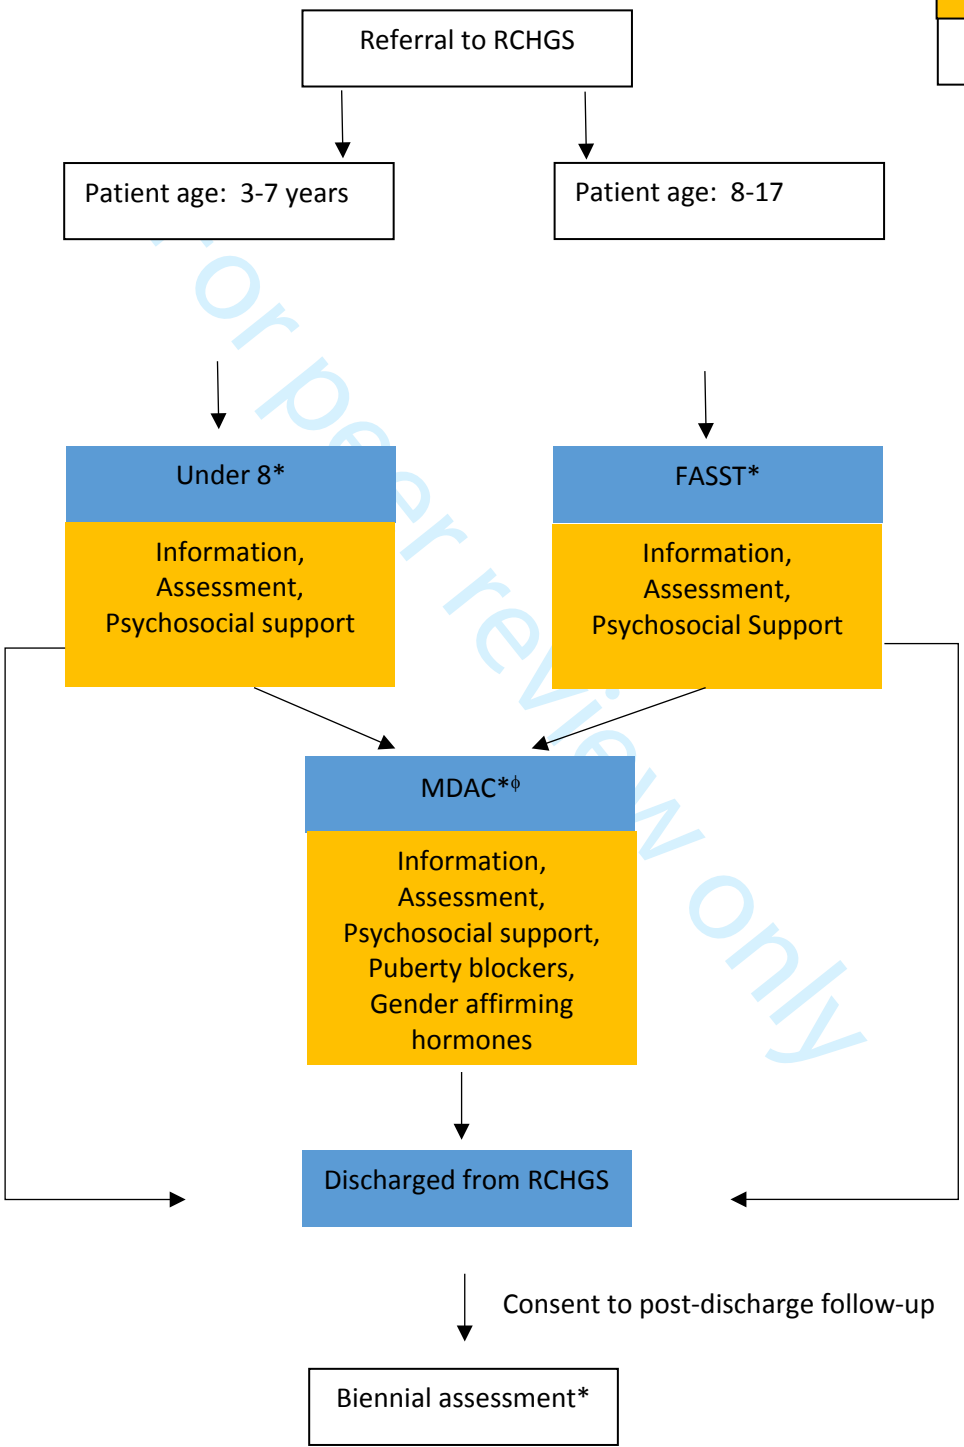 Referral to RCHGS
Patient age: 3-7 years
Patient age: 8-17
Under 8*
FASST*
Information,
Assessment,
Psychosocial support
Information,
Assessment,
Psychosocial Support
MDAC*ϕ
Information,
Assessment,
Psychosocial support,
Puberty blockers,
Gender affirming
hormones
Discharged from RCHGS
Consent to post-discharge follow-up
Biennial assessment*
For peer review only